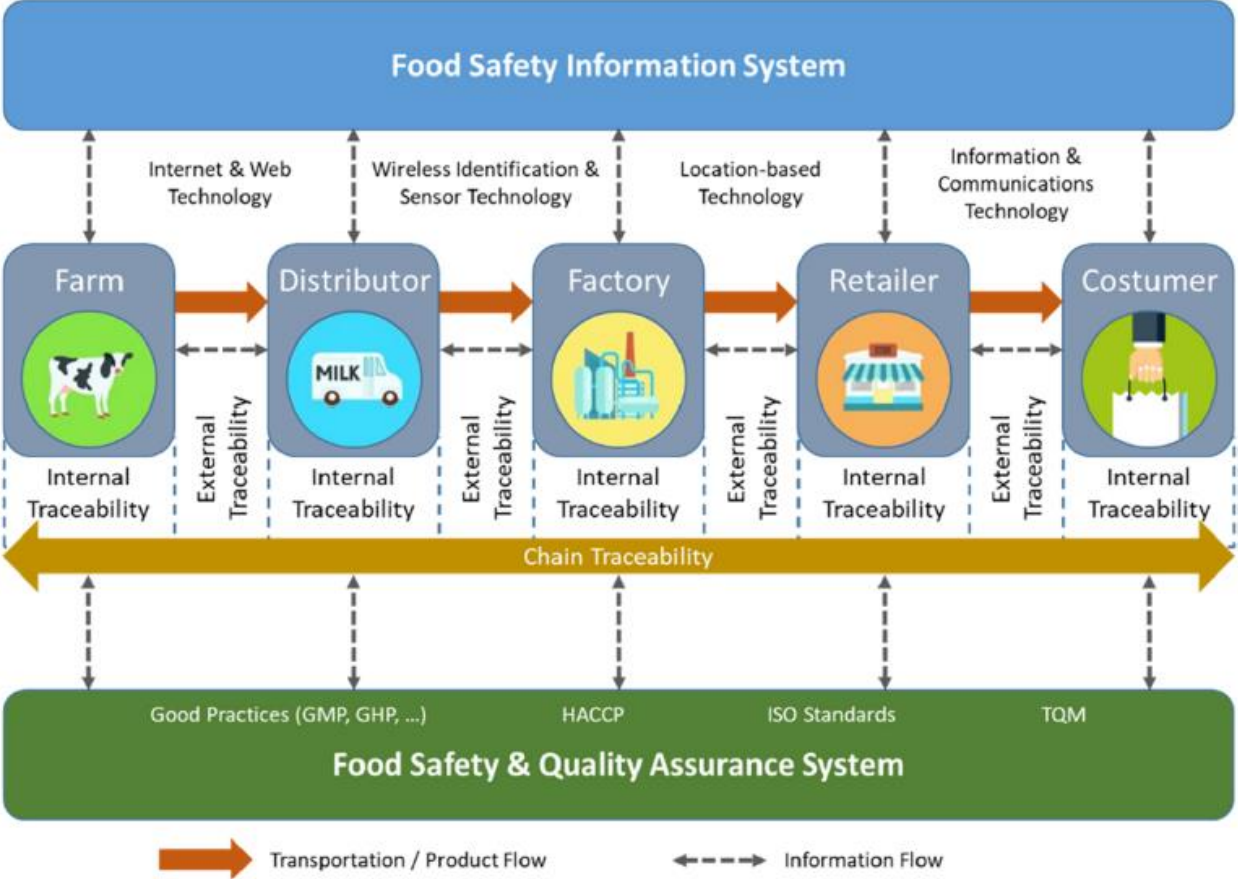 Food Safety Information System
Internet & Web
Technology
Wireless Identification &
Sensor Technology
Location-based
Technology
Information &
Communications
Technology
Farm
Distributor
Factory
Retailer
Costumer
MILK
Internal
Traceability
External
Traceability
Internal
Traceability
External
Traceability
Internal
Traceability
External
Traceability
Internal
Traceability
External
Traceability
Internal
Traceability
Chain Traceability
Good Practices (GMP, GHP, ...)
HACCP
ISO Standards
TQM
Food Safety & Quality Assurance System
Transportation / Product Flow
Information Flow